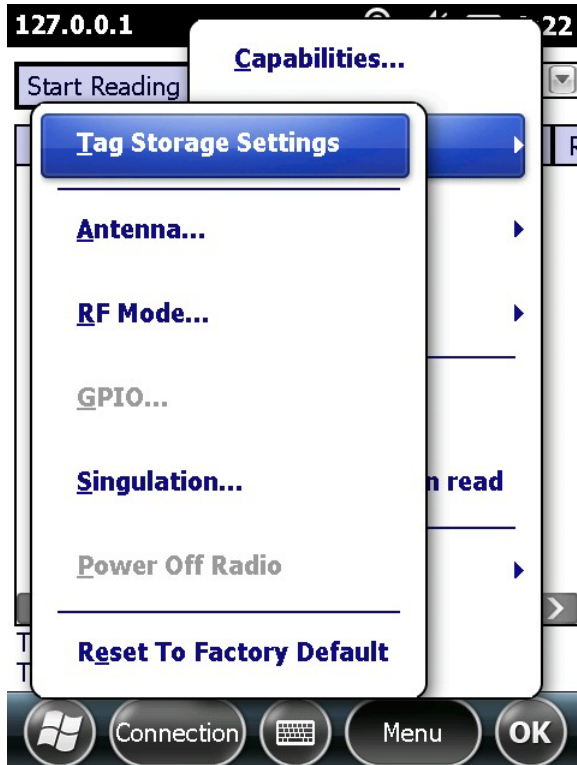 127.0.0.1
22
Capabilities...
Start Reading
Tag Storage Settings
Antenna...
RF Mode...
GPIO...
Singulation...
n read
Power Off Radio
Reset To Factory Default
Connection
Menu
OK